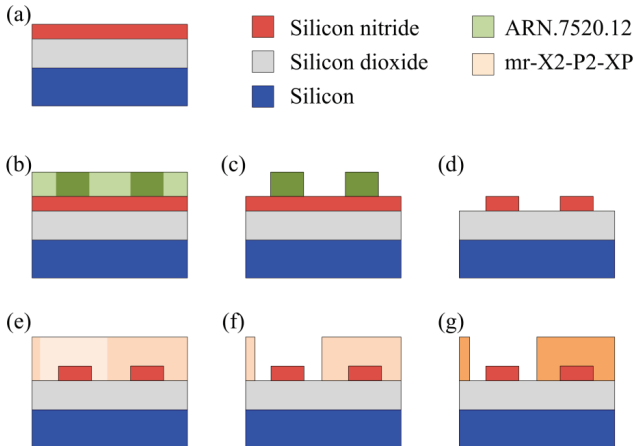 (a)
Silicon nitride
Silicon dioxide
Silicon
ARN.7520.12
mr-X2-P2-XP
(b)
(c)
(d)
(e)
(f)
(g)